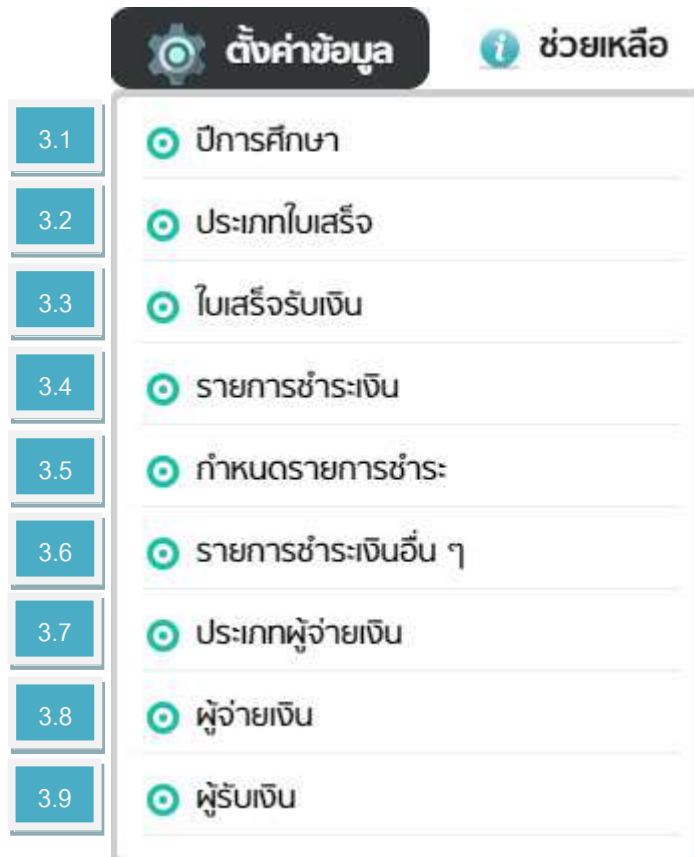 ตั้งค่าข้อมูล ช่วยเหลือ
3.1 ปีการศึกษา
3.2 ประเภทใบเสร็จ
3.3 ใบเสร็จรับเงิน
3.4 รายการชำระเงิน
3.5 กำหนดรายการชำระ
3.6 รายการชำระเงินอื่น ๆ
3.7 ประเภทผู้จ่ายเงิน
3.8 ผู้จ่ายเงิน
3.9 ผู้รับเงิน